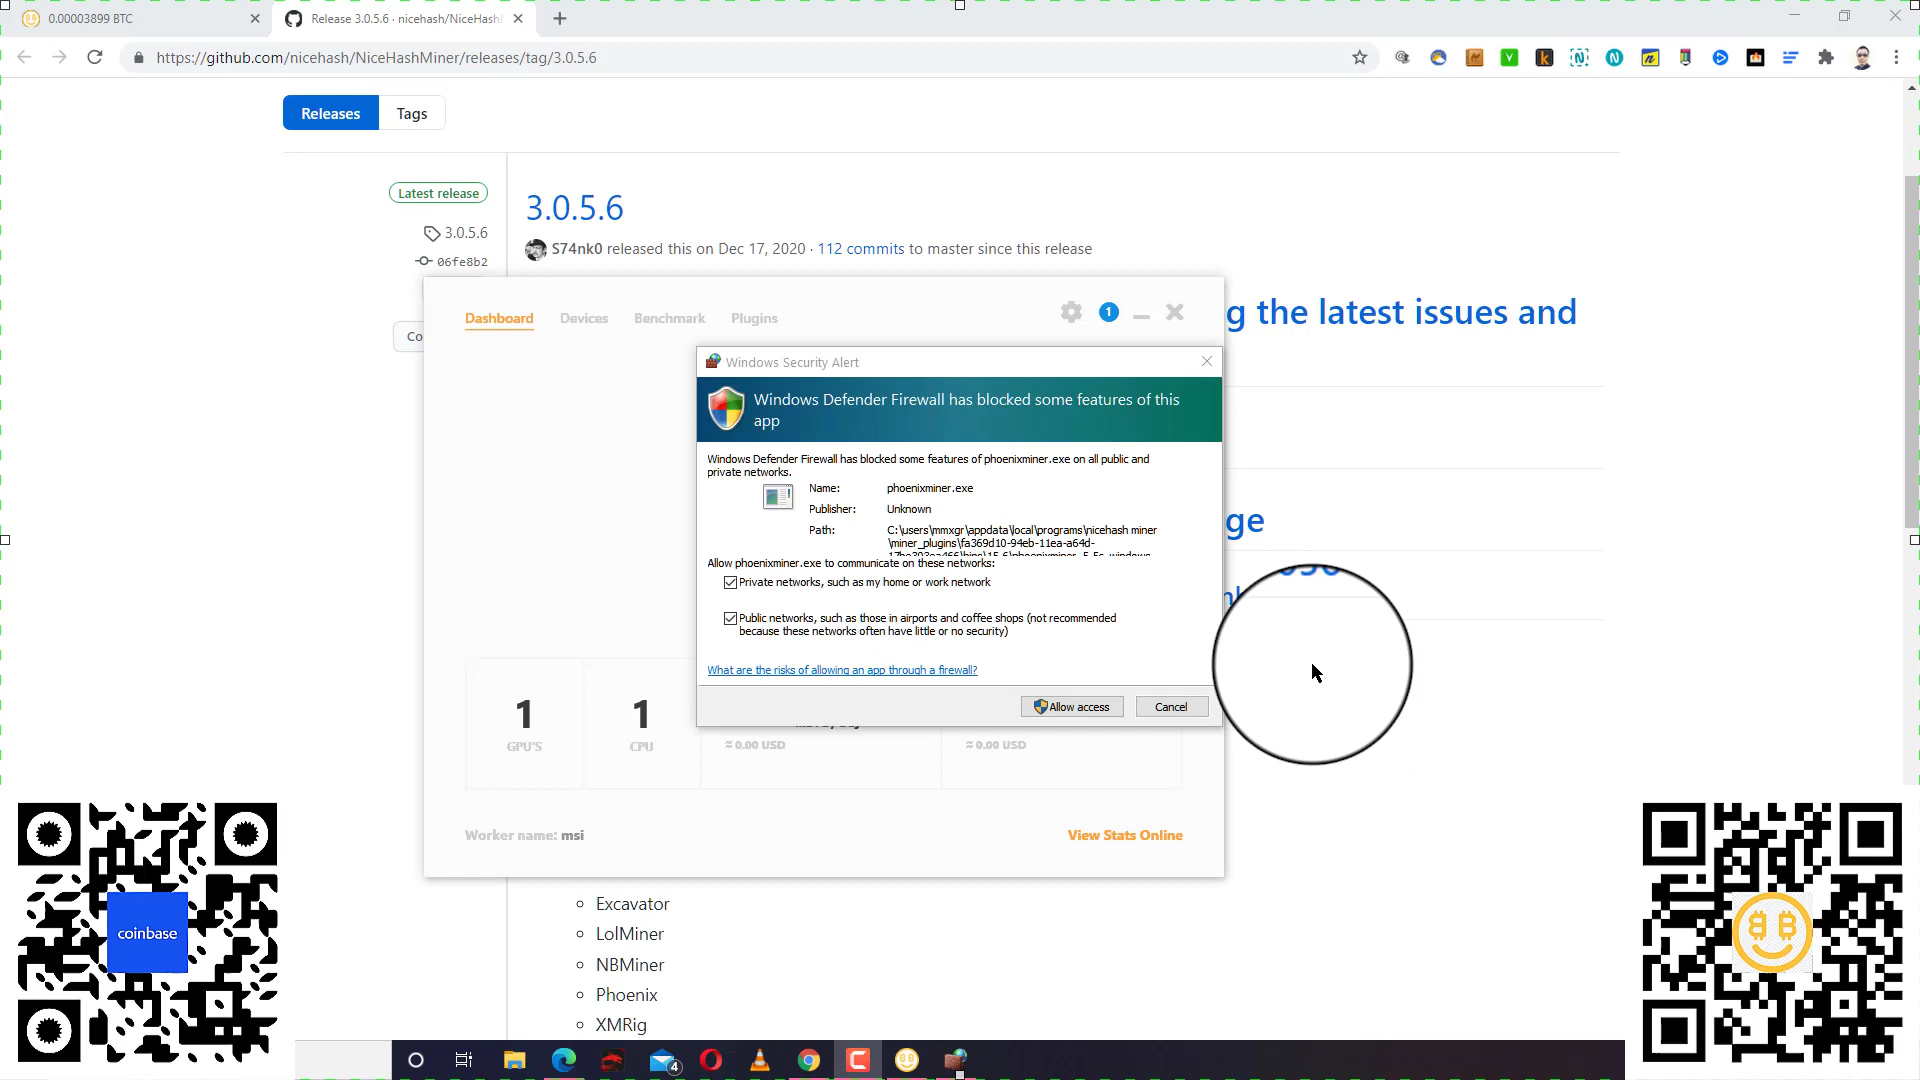 0.00003899 BTC
Release 3.0.5.6 · nicehash/NiceHash
https://github.com/nicehash/NiceHashMiner/releases/tag/3.0.5.6
Releases
Tags
Latest release
3.0.5.6
06fe8b2
Co
3.0.5.6
S74nk0 released this on Dec 17, 2020 · 112 commits to master since this release
g the latest issues and
ge
Dashboard
Devices
Benchmark
Plugins
1
Windows Security Alert
Windows Defender Firewall has blocked some features of this
app
Windows Defender Firewall has blocked some features of phoenixminer.exe on all public and
private networks.
Name: phoenixminer.exe
Publisher: Unknown
Path: C:\users\mmxgr\appdata\local\programs\nicehash miner
\miner_plugins\fa369d10-94eb-11ea-a64d-
Allow phoenixminer.exe to communicate on these networks:
Private networks, such as my home or work network
Public networks, such as those in airports and coffee shops (not recommended
because these networks often have little or no security)
What are the risks of allowing an app through a firewall?
Allow access
Cancel
1
GPU'S
1
CPU
≈ 0.00 USD
≈ 0.00 USD
Worker name: msi
View Stats Online
Excavator
LolMiner
NBMiner
Phoenix
XMRig
coinbase
4